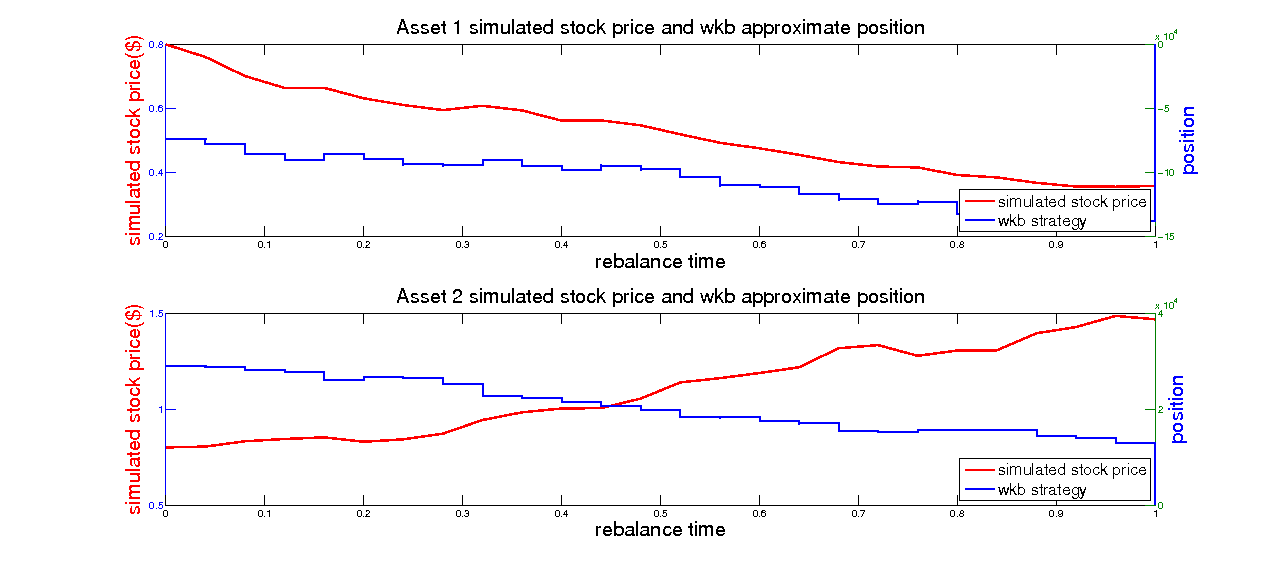 Asset 1 simulated stock price and wkb approximate position
x 10^4
simulated stock price($)
0.8
0.6
0.4
0.2
0
-5
-10
-15
position
simulated stock price
wkb strategy
0 0.1 0.2 0.3 0.4 0.5 0.6 0.7 0.8 0.9 1
rebalance time
Asset 2 simulated stock price and wkb approximate position
x 10^4
simulated stock price($)
1.5
1
0.5
4
2
0
position
simulated stock price
wkb strategy
0 0.1 0.2 0.3 0.4 0.5 0.6 0.7 0.8 0.9 1
rebalance time